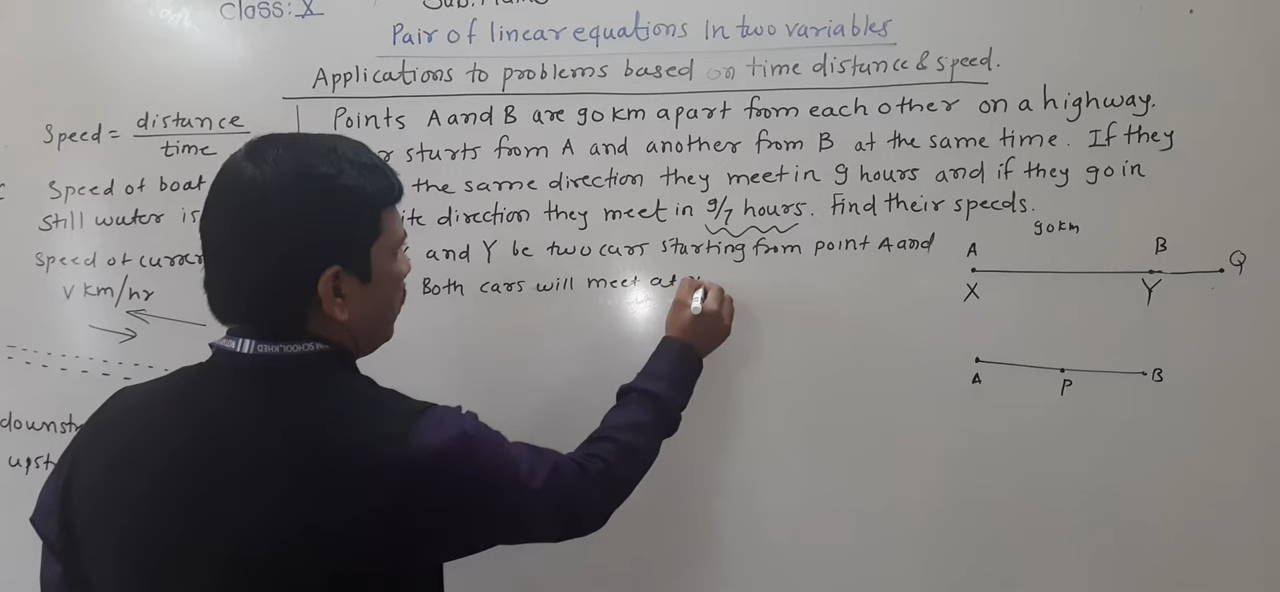 Class: X
Pair of linear equations in two variables
Applications to problems based on time distance & speed.
Speed = distance
time
Speed of boat
still water is
speed of
V km/hr
upst
Points A and B are 90 km apart from each other on a highway.
starts from A and another from B at the same time. If they
the same direction they meet in 9 hours and if they go in
direction they meet in 9/7 hours. Find their speeds.
and Y be two cars starting from point A and
Both cars will meet at
90km
A B Q
X Y
A P B